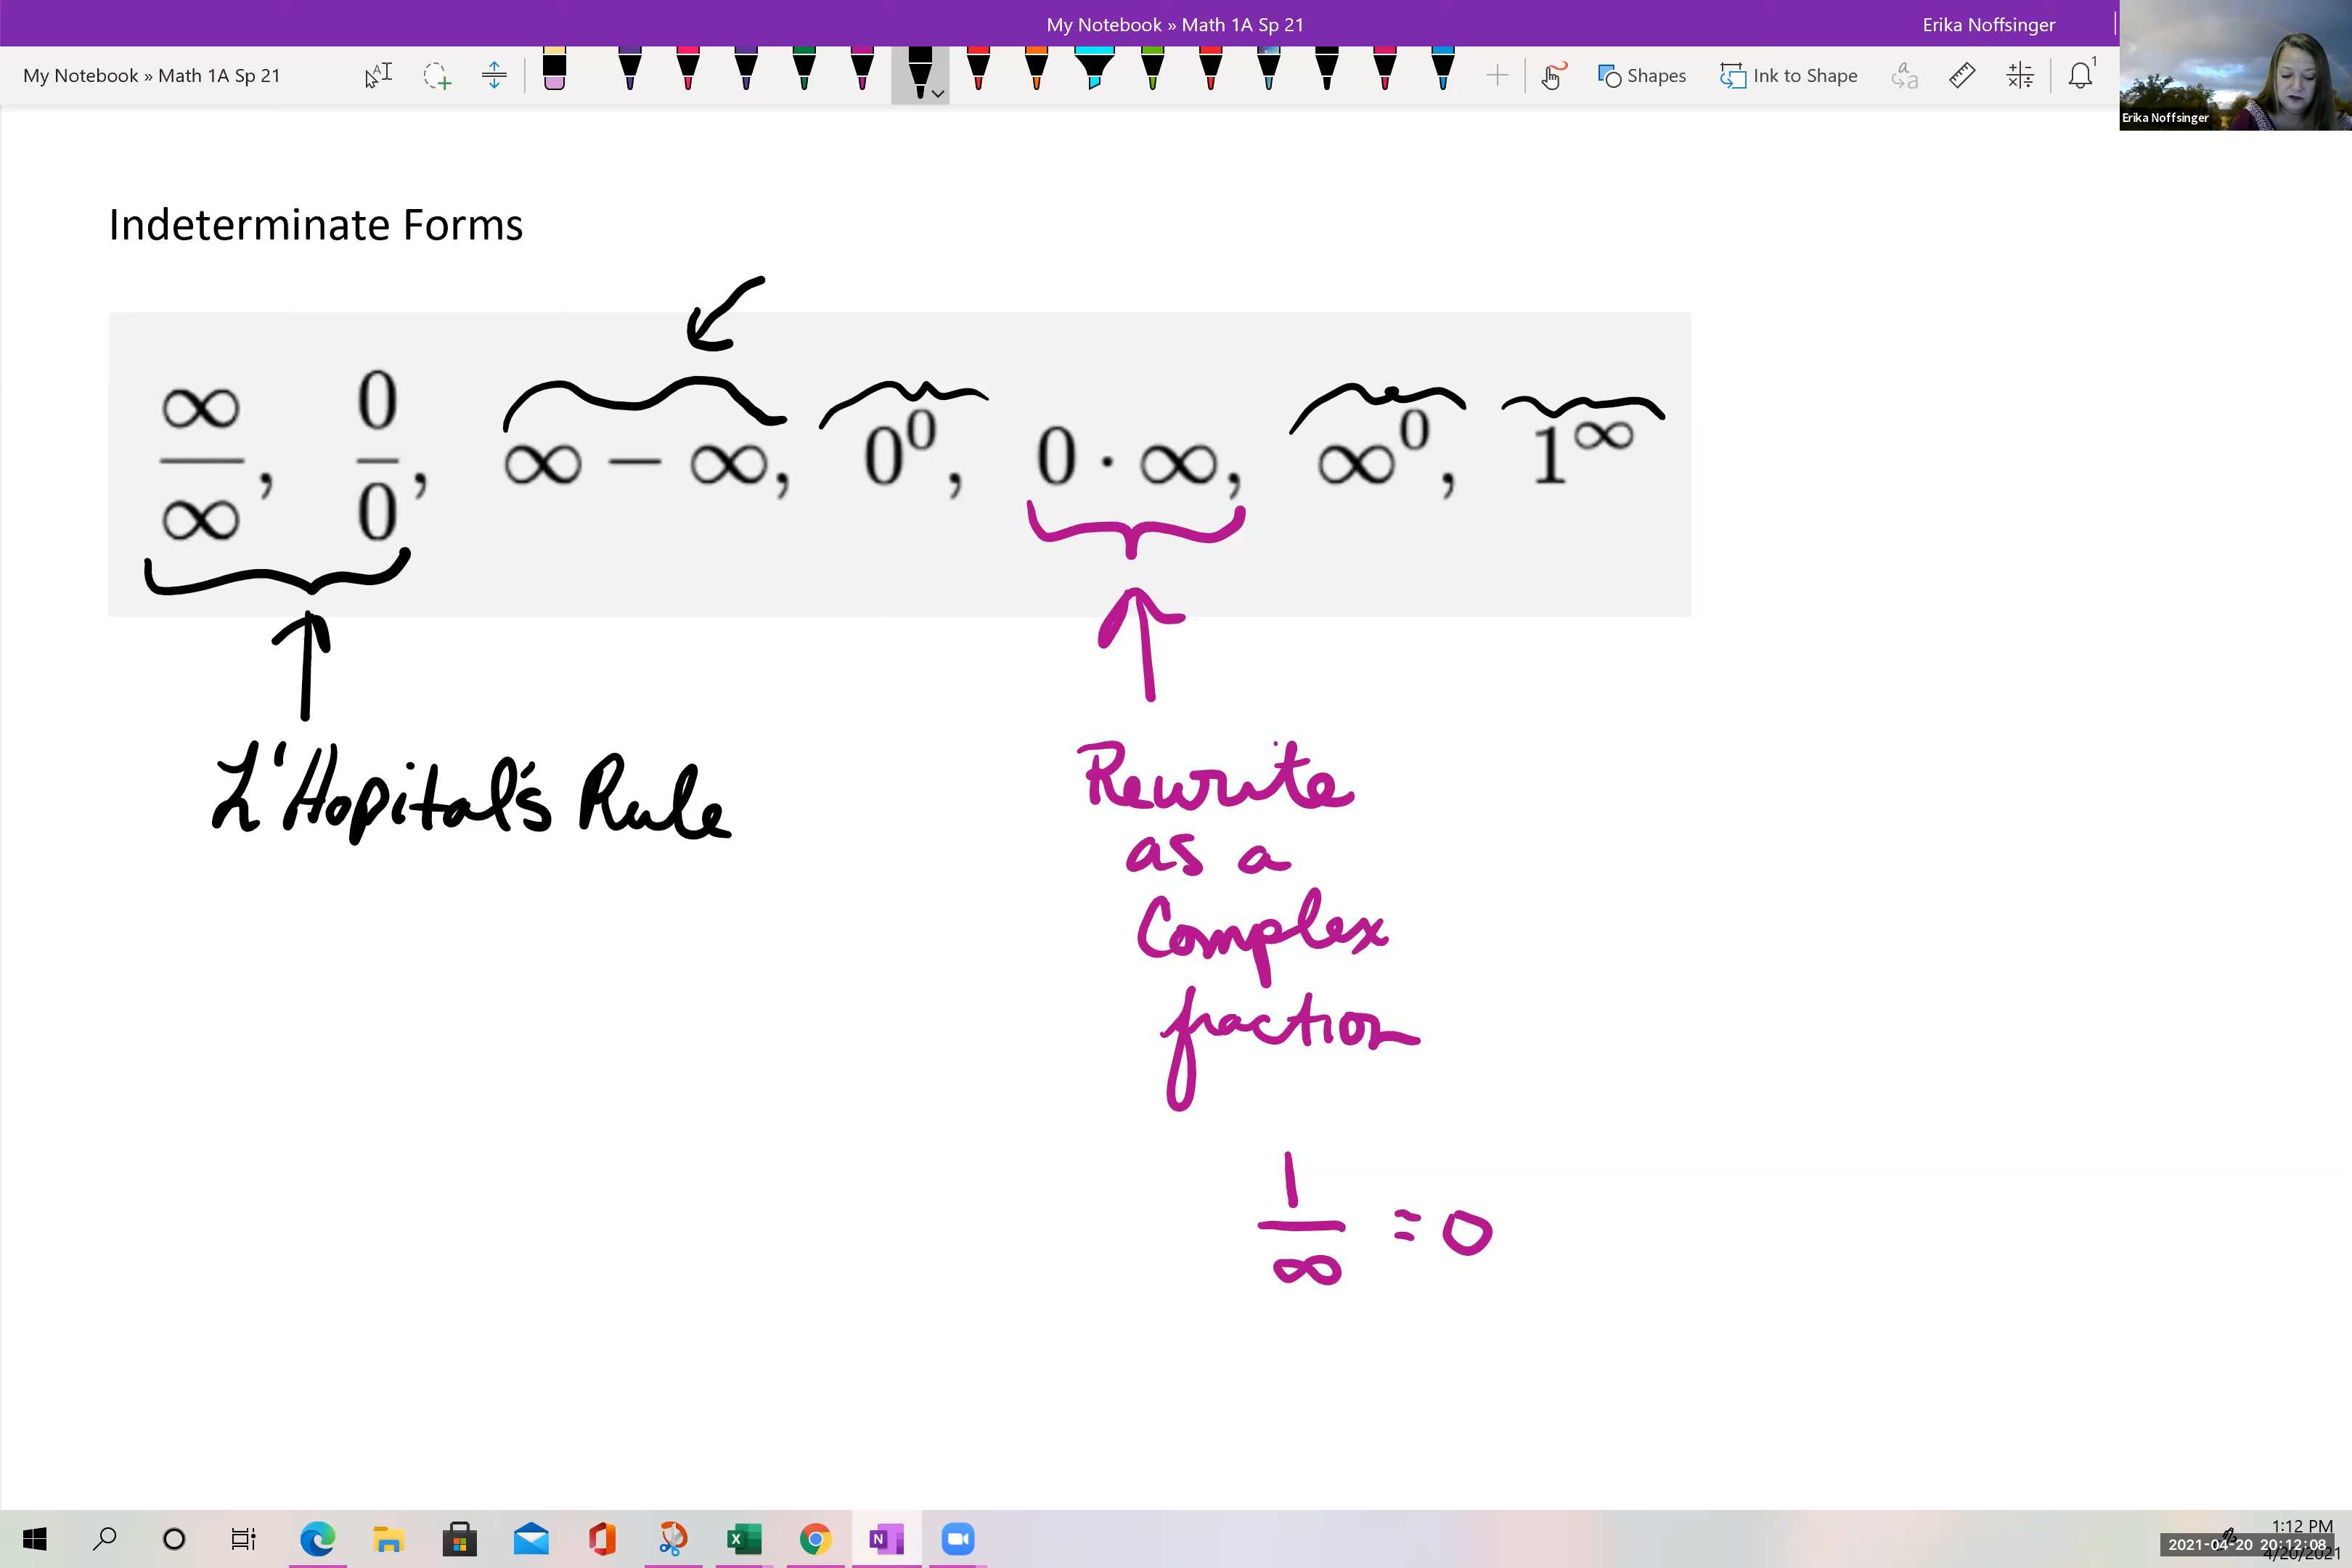 My Notebook » Math 1A Sp 21
Erika Noffsinger
My Notebook » Math 1A Sp 21
Shapes
Ink to Shape
1
Erika Noffsinger
Indeterminate Forms
∞/∞, 0/0, ∞ − ∞, 0⁰, 0 · ∞, ∞⁰, 1^∞
L'Hopital's Rule
Rewrite
as a
Complex
fraction
1/∞ = 0
1:12 PM
2021-04-20 20:12:08
4/20/2021